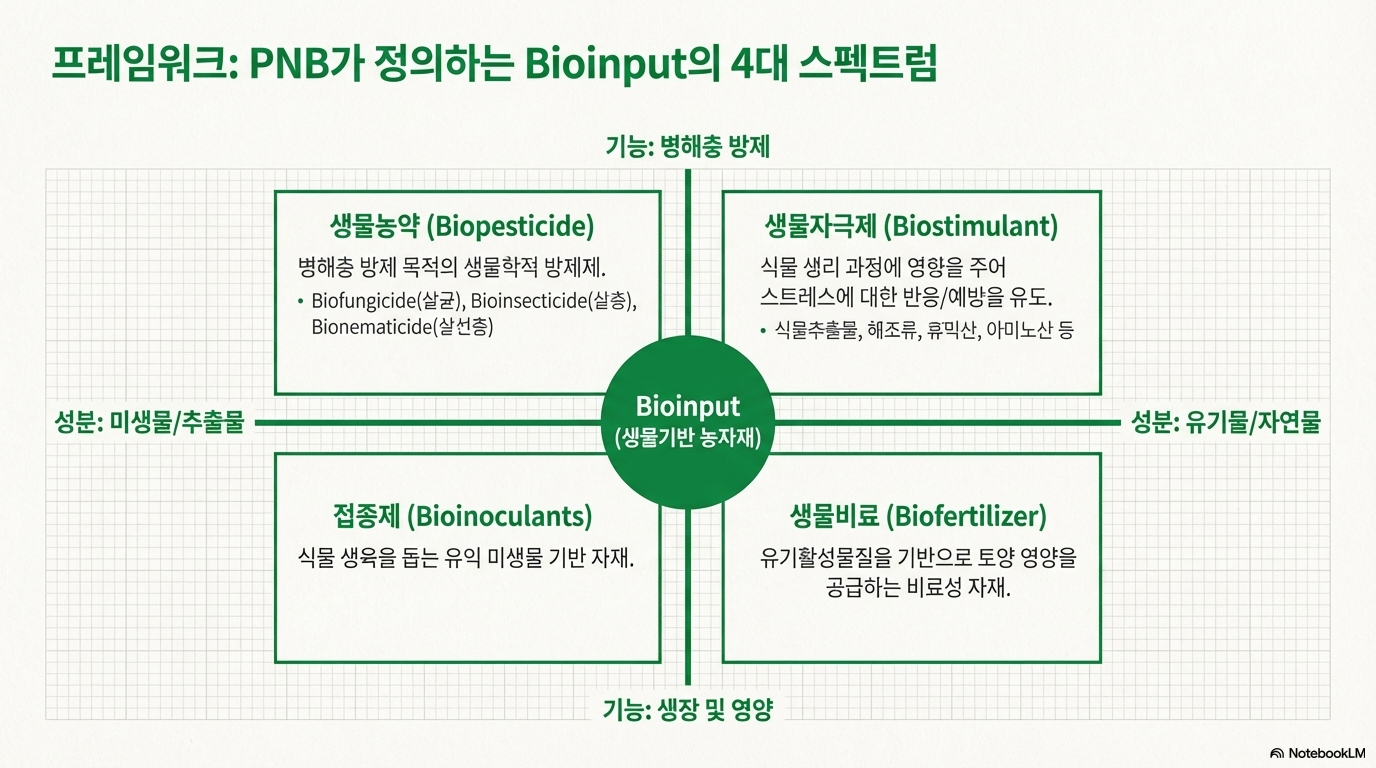 프레임워크: PNB가 정의하는 Bioinput의 4대 스펙트럼
기능: 병해충 방제
생물농약 (Biopesticide)
병해충 방제 목적의 생물학적 방제제.
• Biofungicide(살균), Bioinsecticide(살충),
Bionematicide(살선충)
생물자극제 (Biostimulant)
식물 생리 과정에 영향을 주어
스트레스에 대한 반응/예방을 유도.
• 식물추출물, 해조류, 휴믹산, 아미노산 등
성분: 미생물/추출물
Bioinput
(생물기반 농자재)
성분: 유기물/자연물
접종제 (Bioinoculants)
식물 생육을 돕는 유익 미생물 기반 자재.
생물비료 (Biofertilizer)
유기활성물질을 기반으로 토양 영양을
공급하는 비료성 자재.
기능: 생장 및 영양
NotebookLM